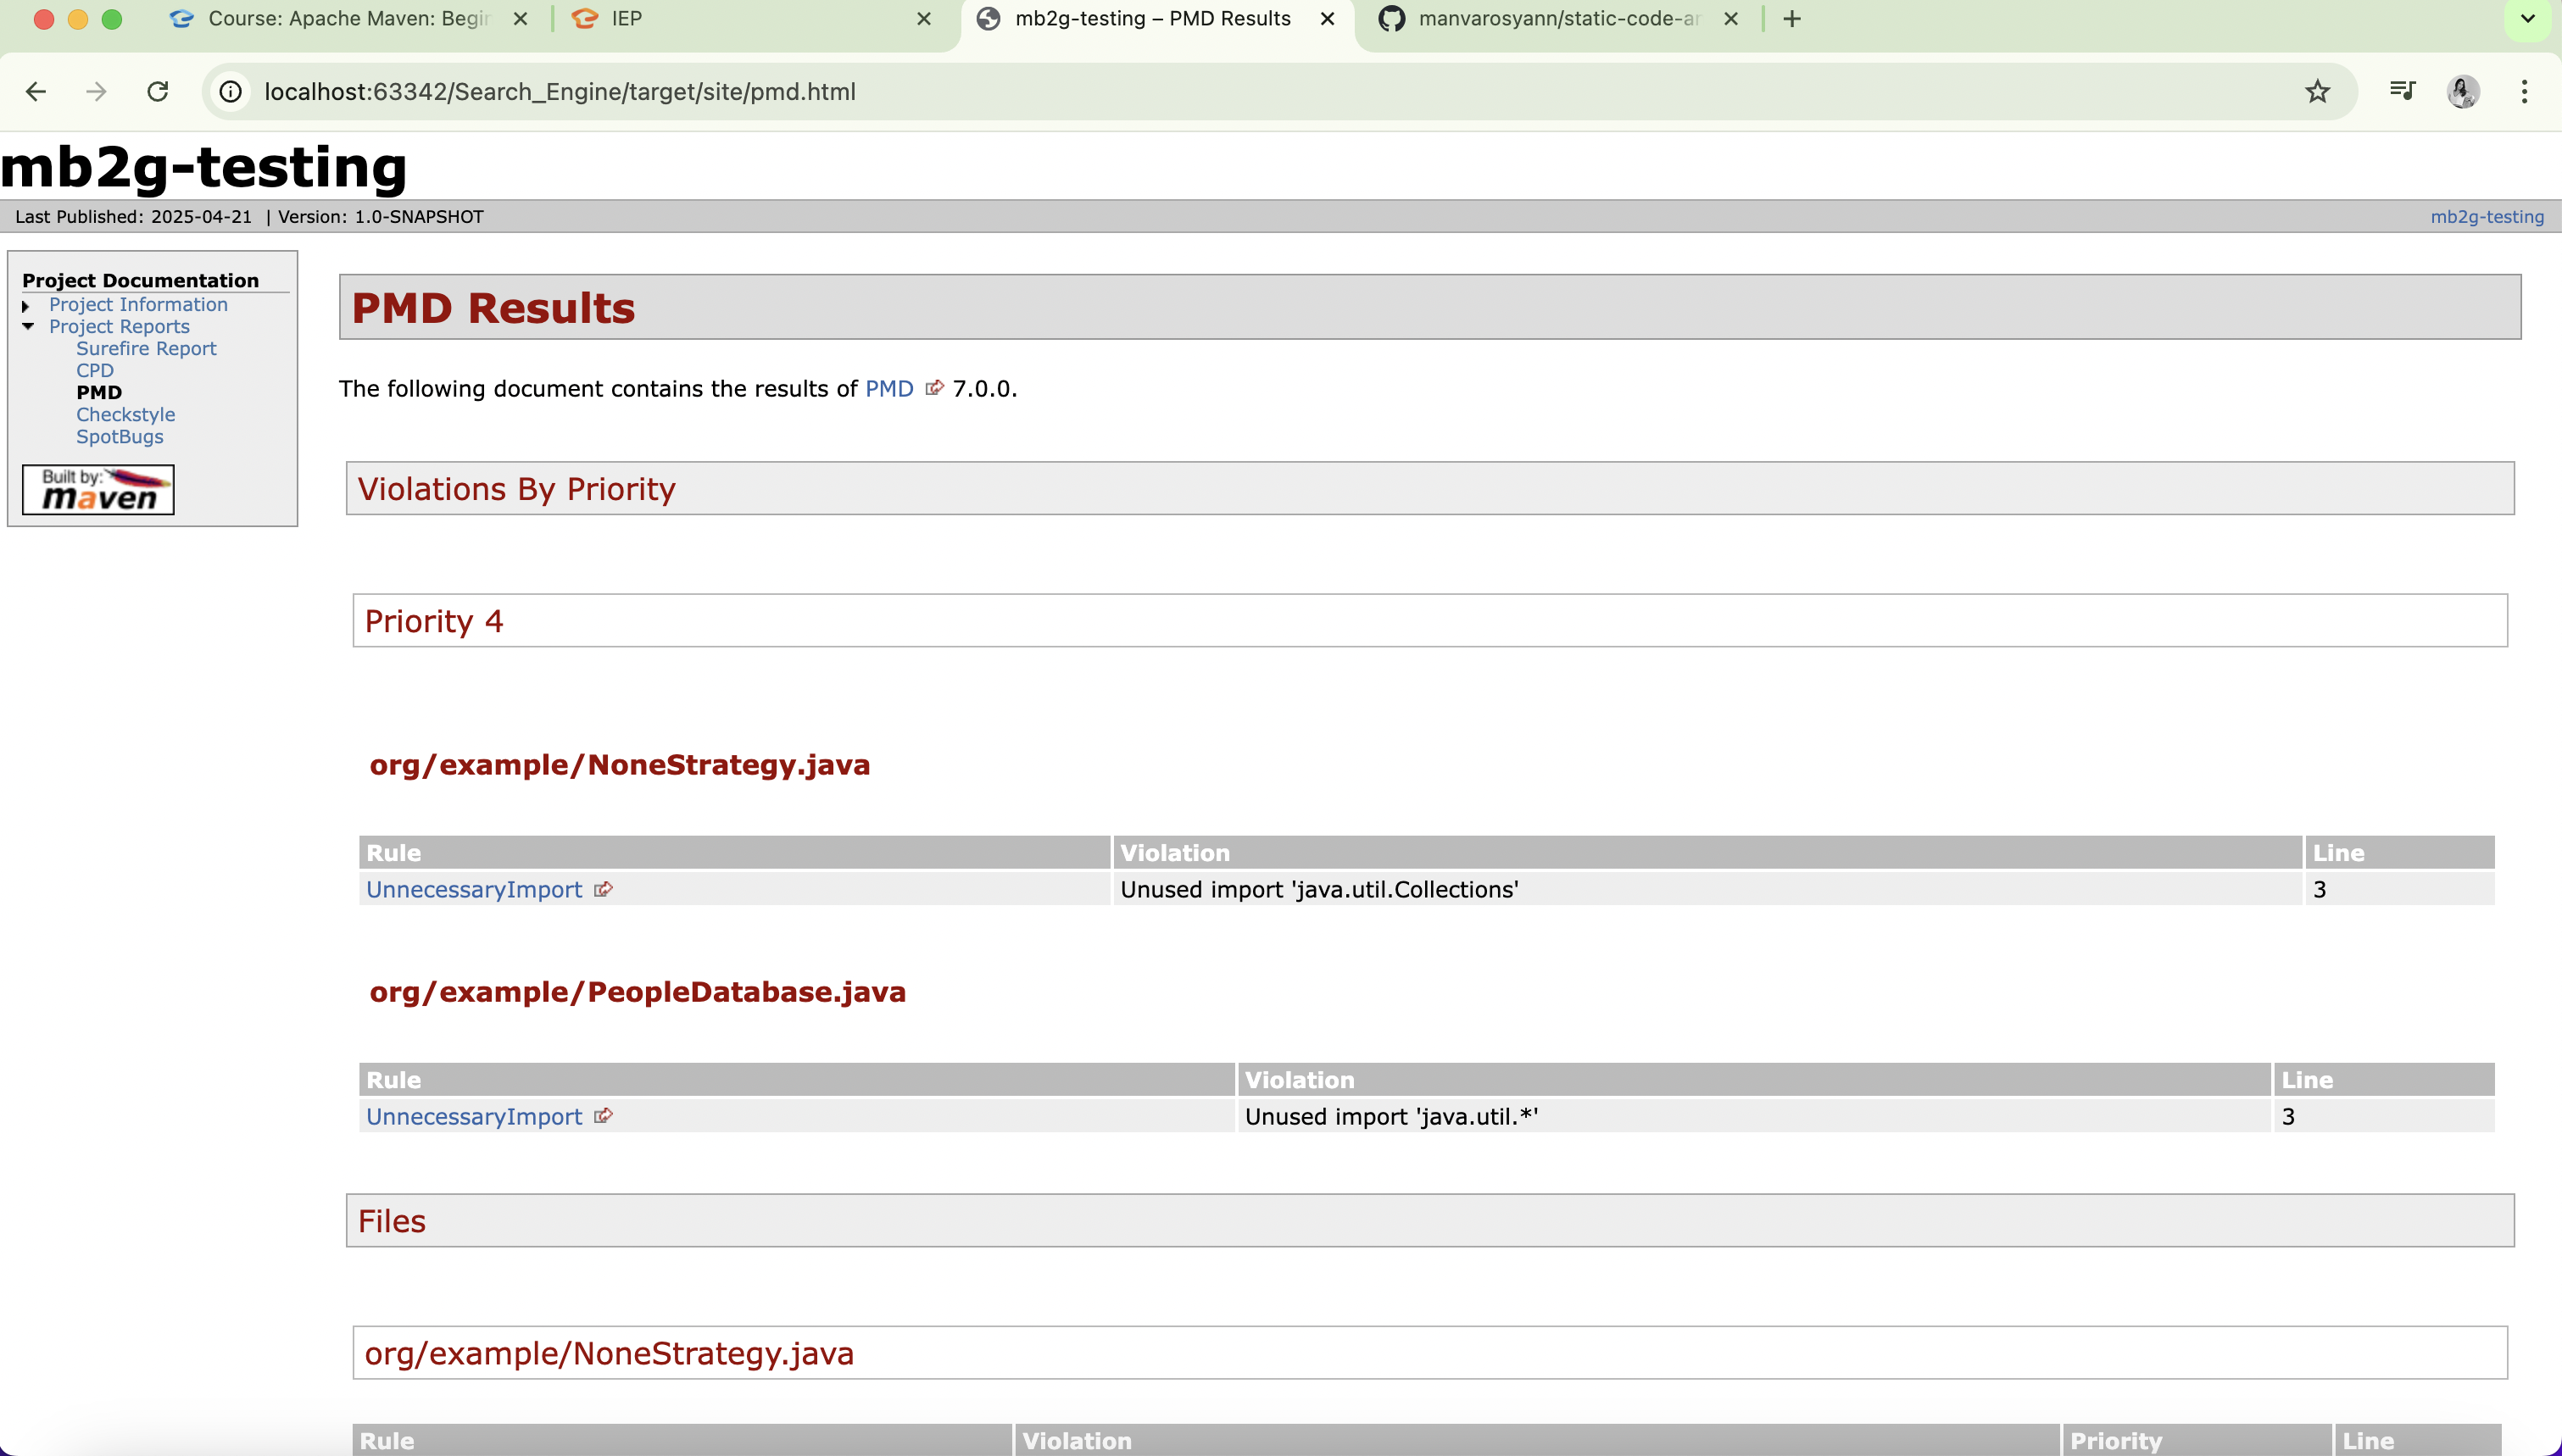 Course: Apache Maven: Begin
IEP
mb2g-testing – PMD Results
manvarosyann/static-code-an
localhost:63342/Search_Engine/target/site/pmd.html
mb2g-testing
Last Published: 2025-04-21 | Version: 1.0-SNAPSHOT
mb2g-testing
Project Documentation
Project Information
Project Reports
Surefire Report
CPD
PMD
Checkstyle
SpotBugs
Built by:
maven
PMD Results
The following document contains the results of PMD 7.0.0.
Violations By Priority
Priority 4
org/example/NoneStrategy.java
Rule Violation Line
UnnecessaryImport Unused import 'java.util.Collections' 3
org/example/PeopleDatabase.java
Rule Violation Line
UnnecessaryImport Unused import 'java.util.*' 3
Files
org/example/NoneStrategy.java
Rule Violation Priority Line